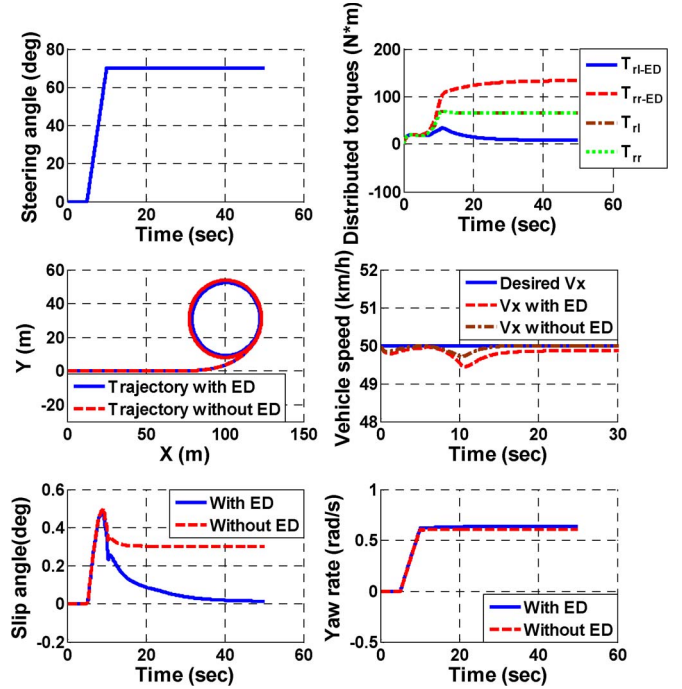 Steering angle (deg)
80
60
40
20
0
0 20 40 60
Time (sec)
Distributed torques (N*m)
200
100
0
-100
0 20 40 60
Time (sec)
T_rl-ED
T_rr-ED
T_rl
T_rr
Y (m)
60
40
20
0
-20
0 50 100 150
X (m)
Trajectory with ED
Trajectory without ED
Vehicle speed (km/h)
52
51
50
49
48
0 10 20 30
Time (sec)
Desired Vx
Vx with ED
Vx without ED
Slip angle(deg)
0.6
0.4
0.2
0
-0.2
0 20 40 60
Time (sec)
With ED
Without ED
Yaw rate (rad/s)
1
0.5
0
-0.5
0 20 40 60
Time (sec)
With ED
Without ED